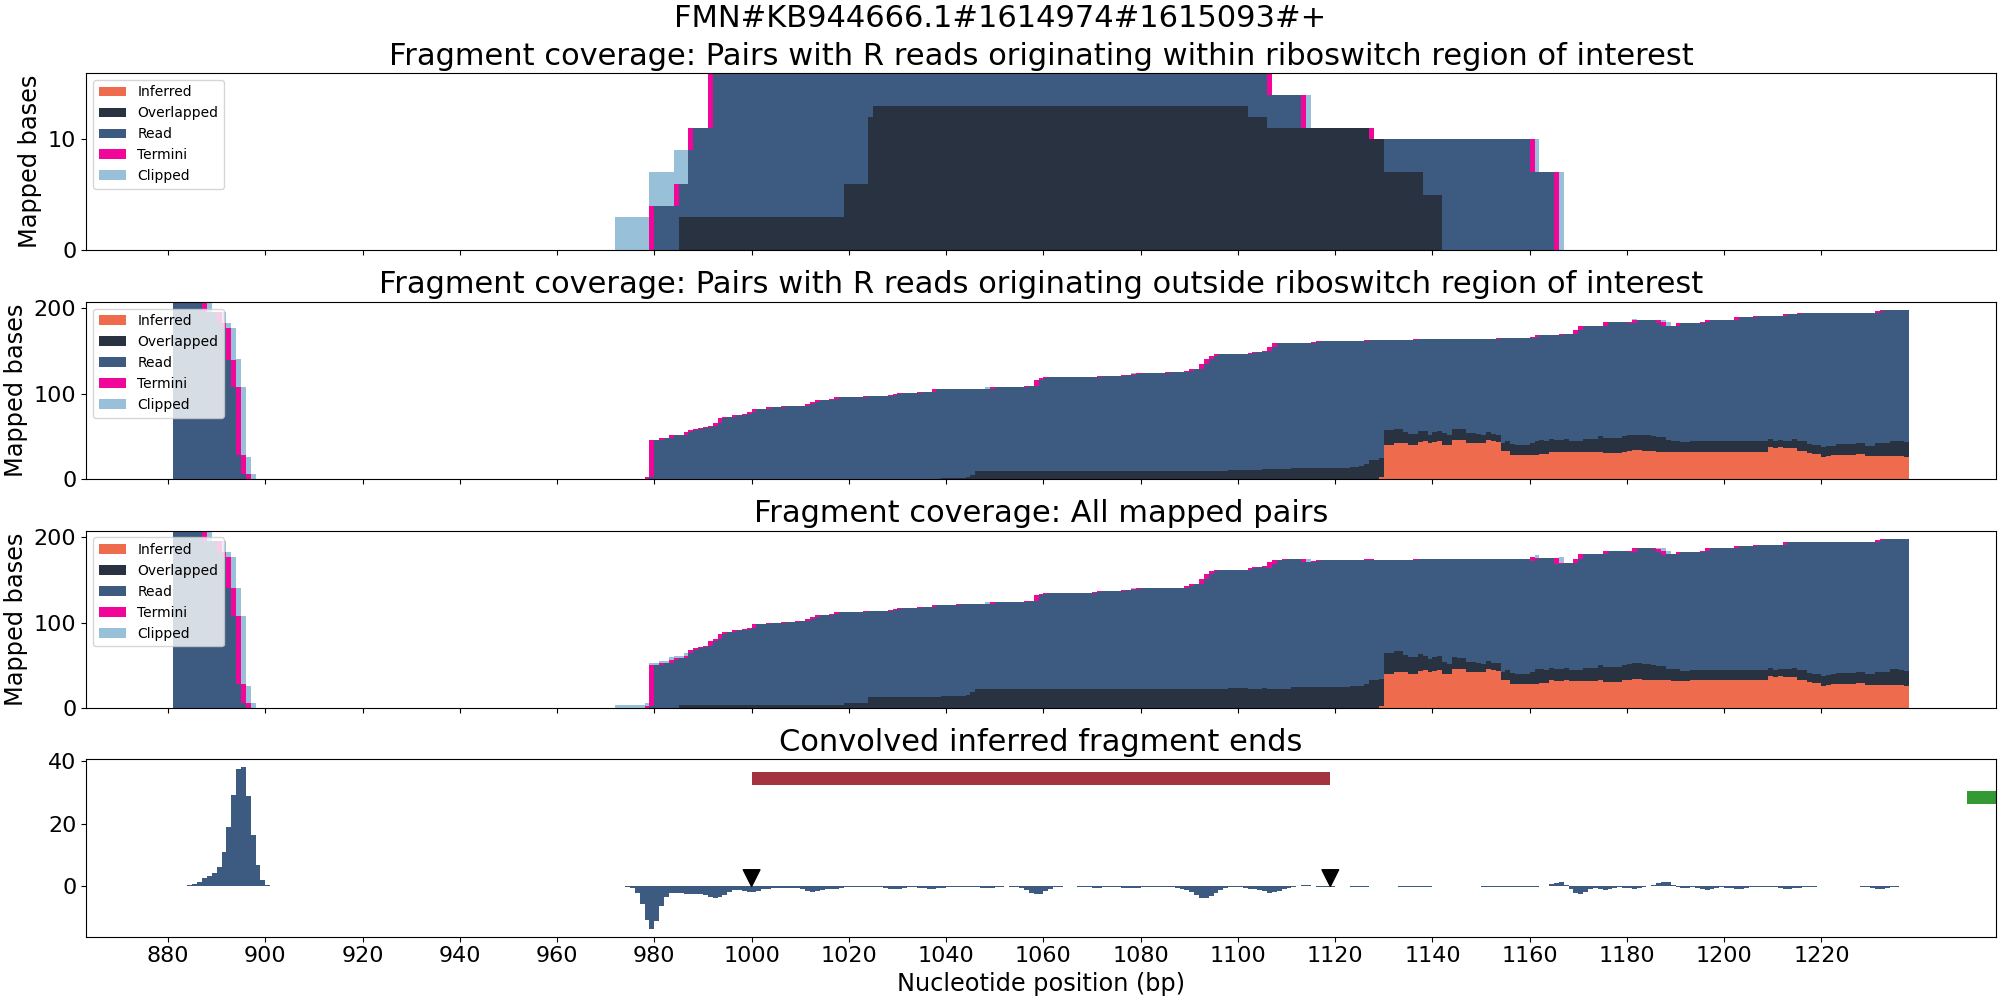 FMN#KB944666.1#1614974#1615093#+
Fragment coverage: Pairs with R reads originating within riboswitch region of interest
Mapped bases
10
0
Inferred
Overlapped
Read
Termini
Clipped
Fragment coverage: Pairs with R reads originating outside riboswitch region of interest
Mapped bases
200
100
0
Inferred
Overlapped
Read
Termini
Clipped
Fragment coverage: All mapped pairs
Mapped bases
200
100
0
Inferred
Overlapped
Read
Termini
Clipped
Convolved inferred fragment ends
40
20
0
880 900 920 940 960 980 1000 1020 1040 1060 1080 1100 1120 1140 1160 1180 1200 1220
Nucleotide position (bp)